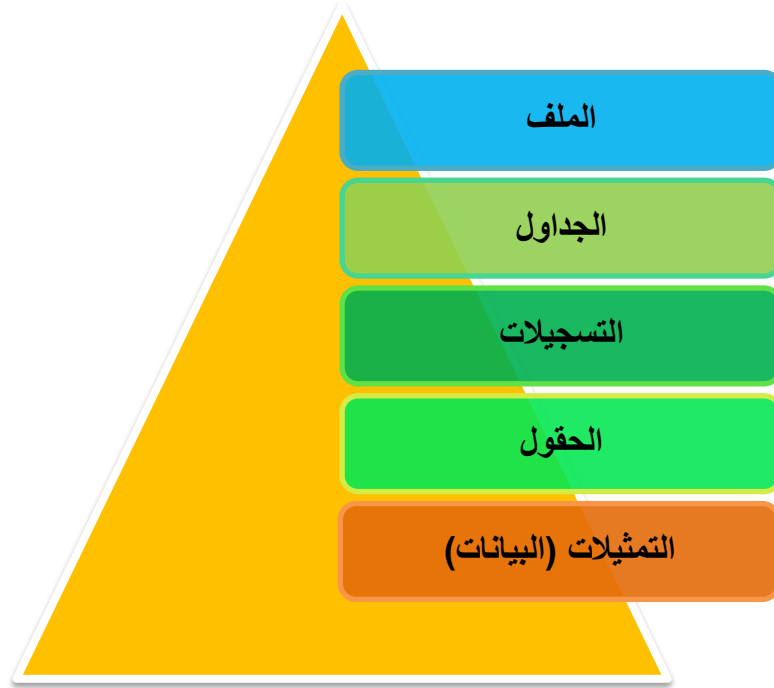 الملف
الجداول
التسجيلات
الحقول
التمثيلات (البيانات)